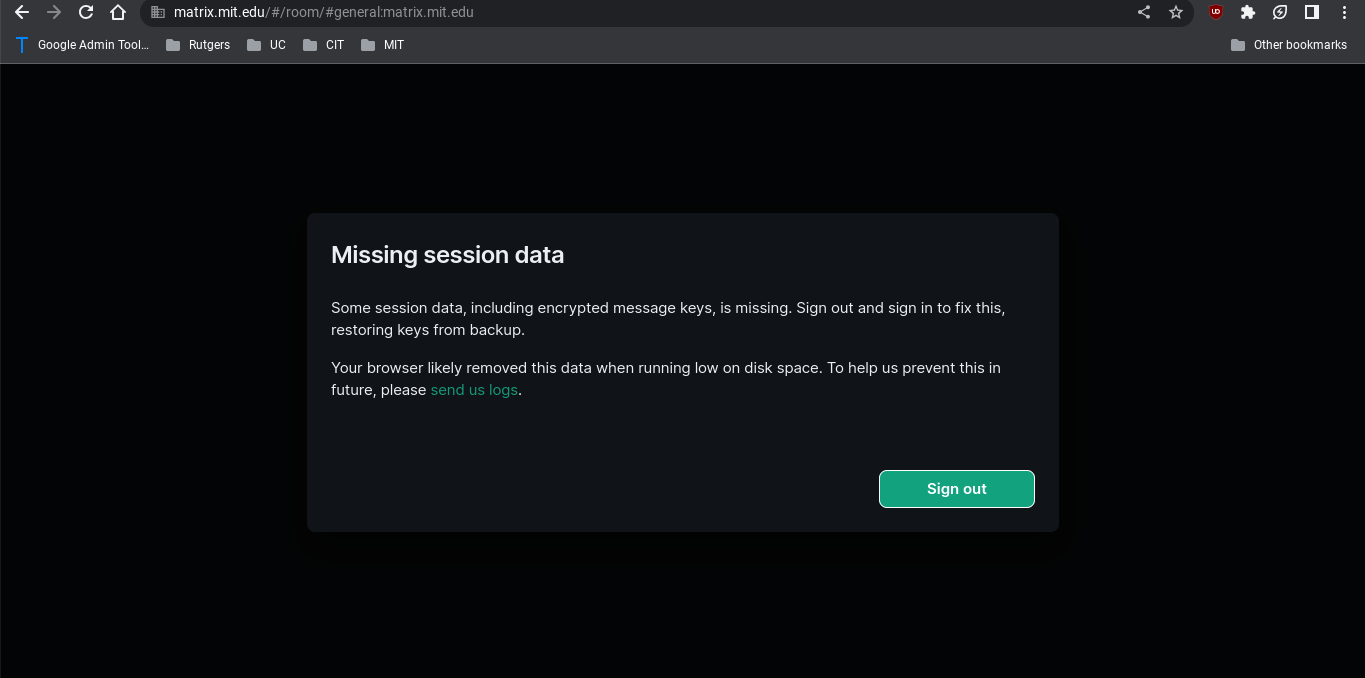 matrix.mit.edu/#/room/#general:matrix.mit.edu
UD
Google Admin Tool... Rutgers UC CIT MIT Other bookmarks
Missing session data
Some session data, including encrypted message keys, is missing. Sign out and sign in to fix this,
restoring keys from backup.
Your browser likely removed this data when running low on disk space. To help us prevent this in
future, please send us logs.
Sign out